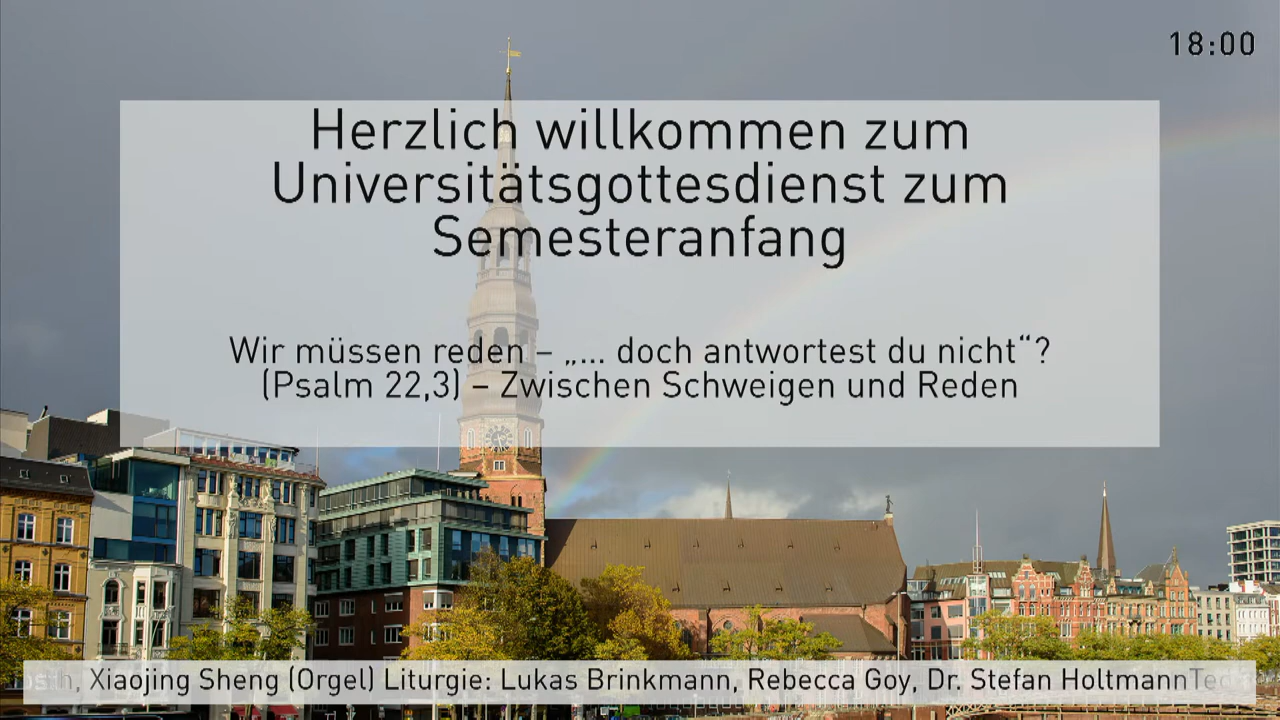 18:00
Herzlich willkommen zum
Universitätsgottesdienst zum
Semesteranfang
Wir müssen reden – „... doch antwortest du nicht“?
(Psalm 22,3) – Zwischen Schweigen und Reden
Xiaojing Sheng (Orgel) Liturgie: Lukas Brinkmann, Rebecca Goy, Dr. Stefan Holtmann